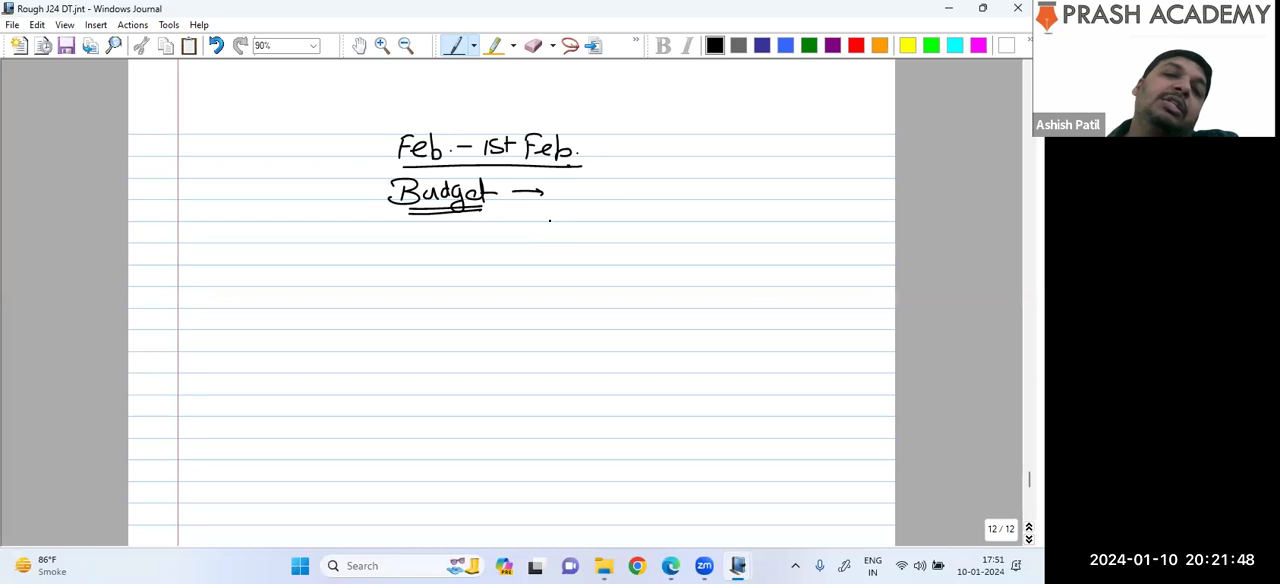 Rough J24 DT.jnt - Windows Journal
File Edit View Insert Actions Tools Help
90%
B I
PRASH ACADEMY
Ashish Patil
Feb. - 1st Feb.
Budget →
12 / 12
86°F
Smoke
Search
PRE
zm
ENG
IN
17:51
10-01-2024
2024-01-10 20:21:48